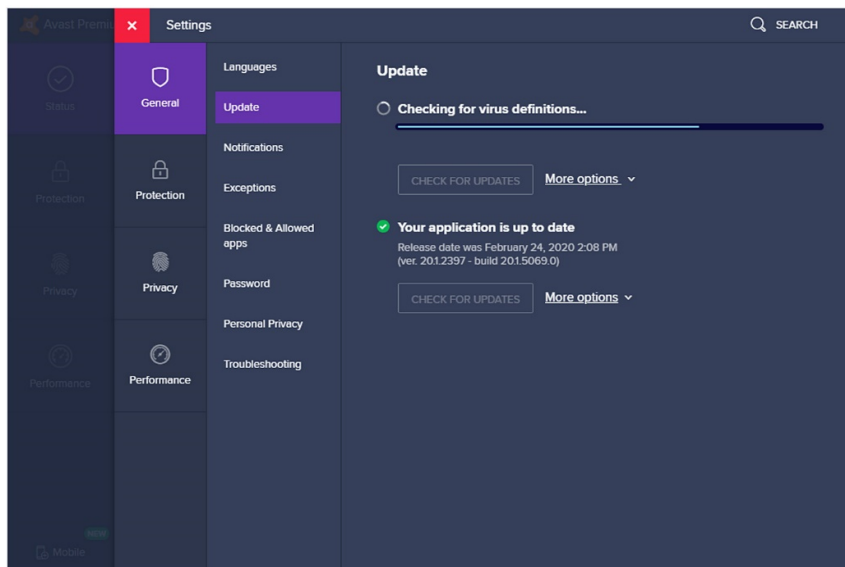 Avast Premi
Settings
SEARCH
Status
Protection
Privacy
Performance
NEW
Mobile
General
Protection
Privacy
Performance
Languages
Update
Notifications
Exceptions
Blocked & Allowed
apps
Password
Personal Privacy
Troubleshooting
Update
Checking for virus definitions...
CHECK FOR UPDATES
More options
Your application is up to date
Release date was February 24, 2020 2:08 PM
(ver. 20.1.2397 - build 20.1.5069.0)
CHECK FOR UPDATES
More options